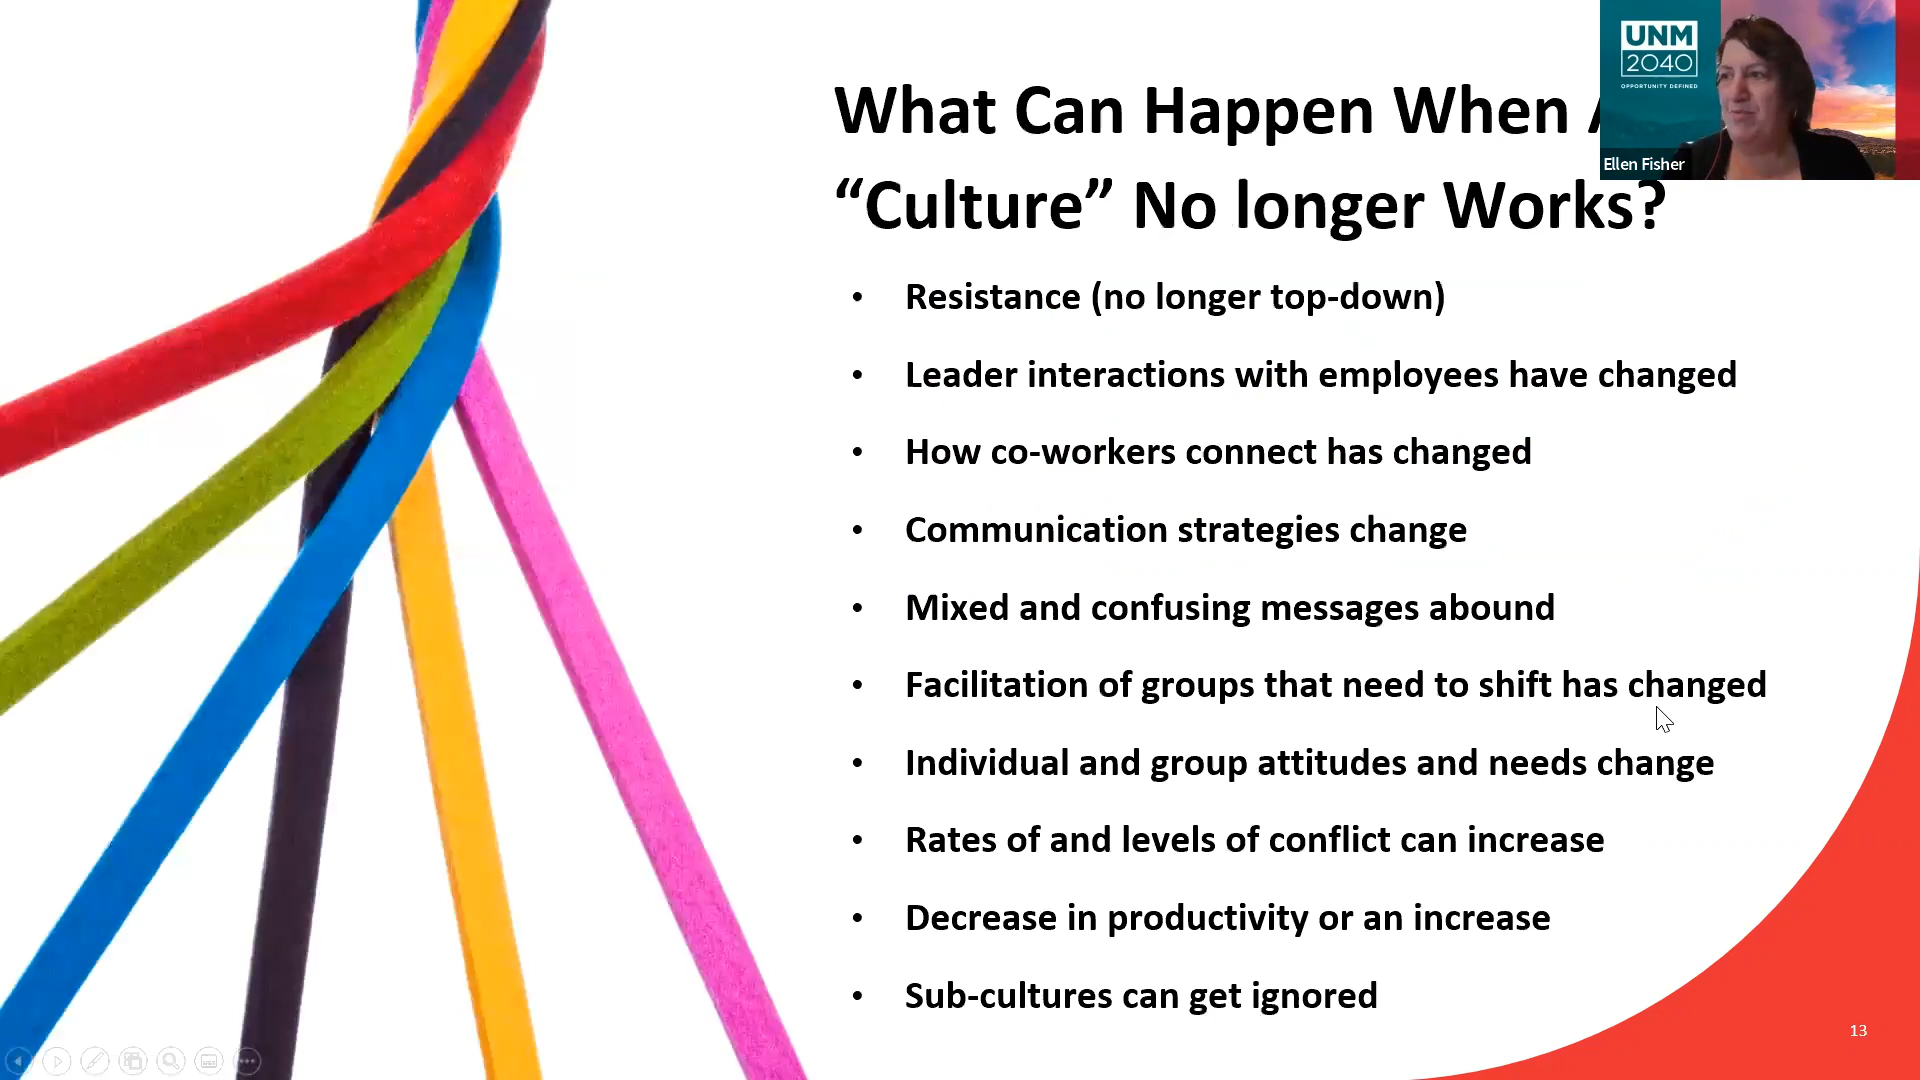 What Can Happen When A
“Culture” No longer Works?
• Resistance (no longer top-down)
• Leader interactions with employees have changed
• How co-workers connect has changed
• Communication strategies change
• Mixed and confusing messages abound
• Facilitation of groups that need to shift has changed
• Individual and group attitudes and needs change
• Rates of and levels of conflict can increase
• Decrease in productivity or an increase
• Sub-cultures can get ignored
UNM
2040
OPPORTUNITY DEFINED
Ellen Fisher
13